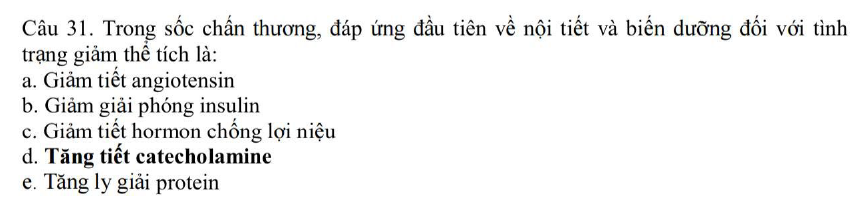 Câu 31. Trong sốc chấn thương, đáp ứng đầu tiên về nội tiết và biến dưỡng đối với tình
trạng giảm thể tích là:
a. Giảm tiết angiotensin
b. Giảm giải phóng insulin
c. Giảm tiết hormon chống lợi niệu
d. Tăng tiết catecholamine
e. Tăng ly giải protein